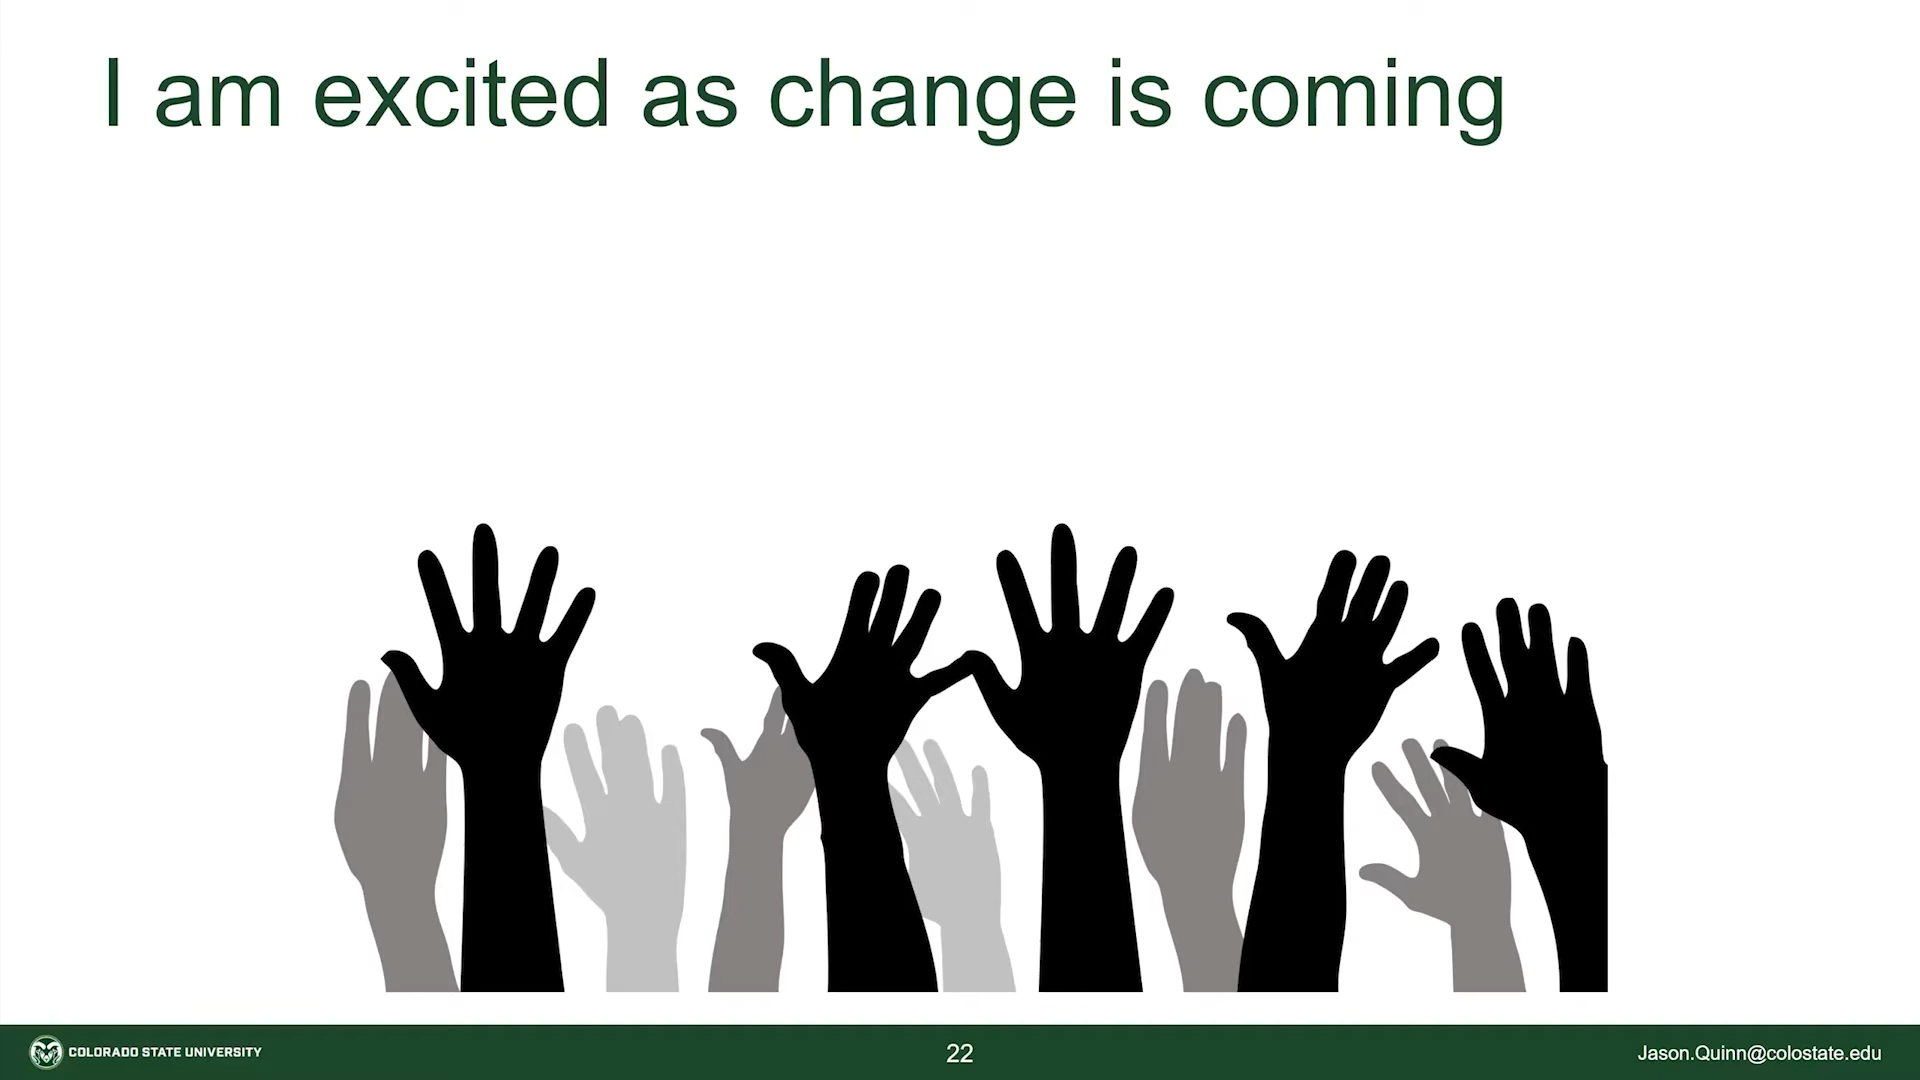 I am excited as change is coming
COLORADO STATE UNIVERSITY
22
Jason.Quinn@colostate.edu